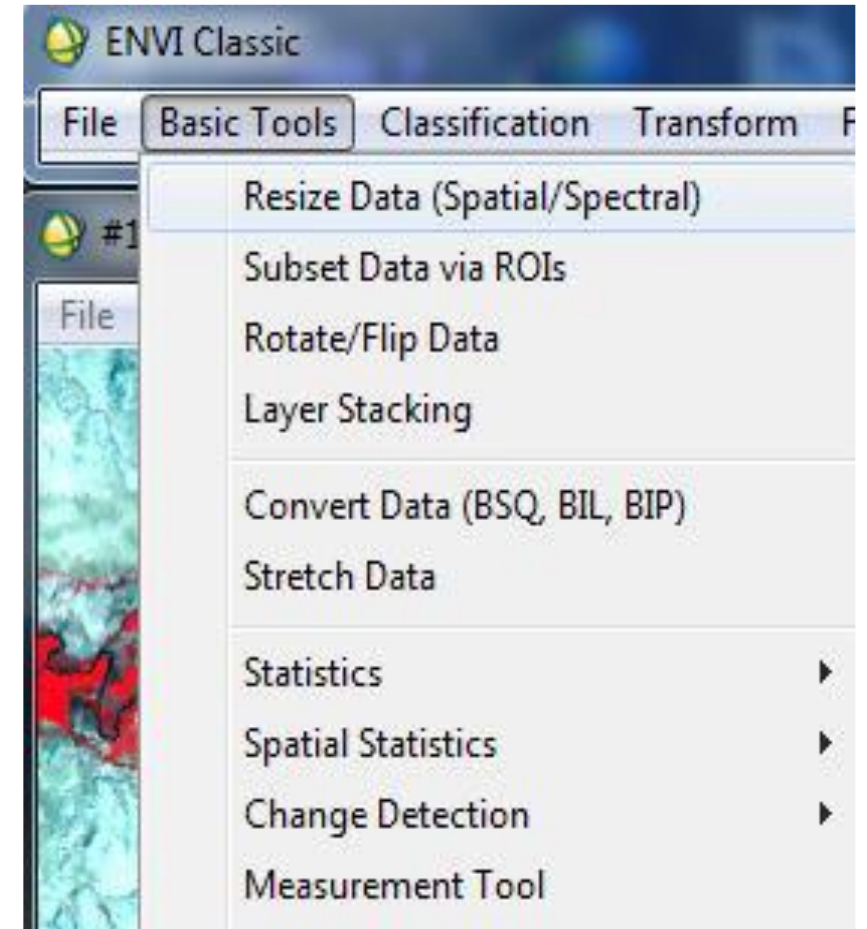 ENVI Classic
File Basic Tools Classification Transform F
Resize Data (Spatial/Spectral)
#1
Subset Data via ROIs
File
Rotate/Flip Data
Layer Stacking
Convert Data (BSQ, BIL, BIP)
Stretch Data
Statistics
Spatial Statistics
Change Detection
Measurement Tool